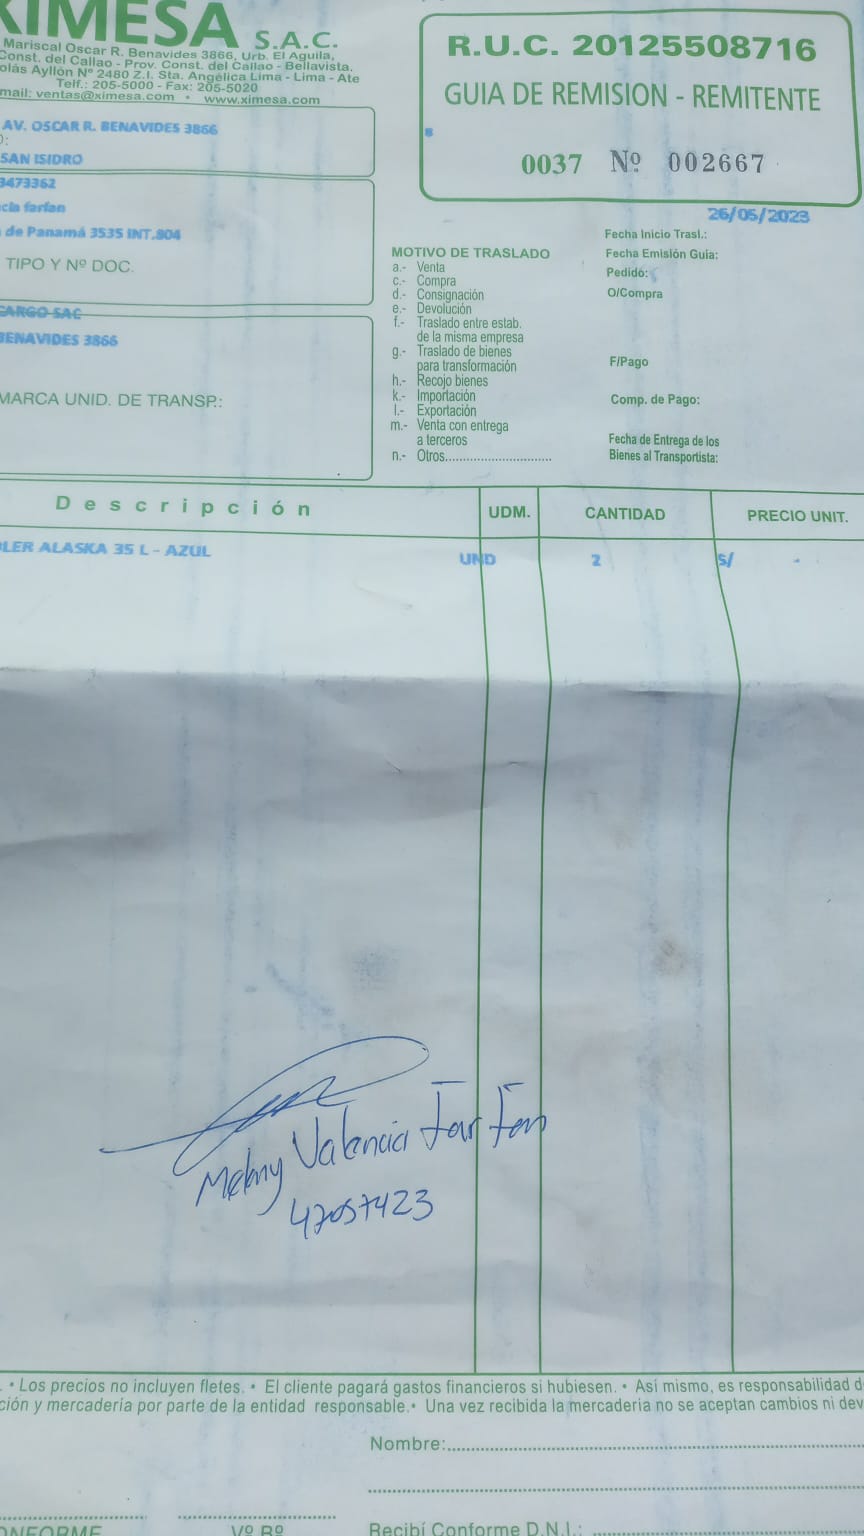 XIMESA S.A.C.
Mariscal Oscar R. Benavides 3866, Urb. El Aguila,
Const. del Callao - Prov. Const. del Callao - Bellavista.
olás Ayllón Nº 2480 Z.I. Sta. Angélica Lima - Lima - Ate
Telf.: 205-5000 - Fax: 205-5020
mail: ventas@ximesa.com • www.ximesa.com
R.U.C. 20125508716
GUIA DE REMISION - REMITENTE
0037 Nº 002667
AV. OSCAR R. BENAVIDES 3866
O:
SAN ISIDRO
3473362
cia farfan
de Panamá 3535 INT.804
TIPO Y Nº DOC.
CARGO SAC
BENAVIDES 3866
MARCA UNID. DE TRANSP.:
26/05/2023
MOTIVO DE TRASLADO
a.- Venta
c.- Compra
d.- Consignación
e.- Devolución
f.- Traslado entre estab.
de la misma empresa
g.- Traslado de bienes
para transformación
h.- Recojo bienes
k.- Importación
l.- Exportación
m.- Venta con entrega
a terceros
n.- Otros..............................
Fecha Inicio Trasl.:
Fecha Emisión Guia:
Pedido:
O/Compra
F/Pago
Comp. de Pago:
Fecha de Entrega de los
Bienes al Transportista:
Descripción UDM. CANTIDAD PRECIO UNIT.
LER ALASKA 35 L - AZUL UND 2 S/ -
Melany Valencia Farfan
47057423
• Los precios no incluyen fletes. • El cliente pagará gastos financieros si hubiesen. • Así mismo, es responsabilidad d
ción y mercadería por parte de la entidad responsable. • Una vez recibida la mercaderia no se aceptan cambios ni dev
Nombre:
CONFORME Vº Bº Recibí Conforme D.N.I.: